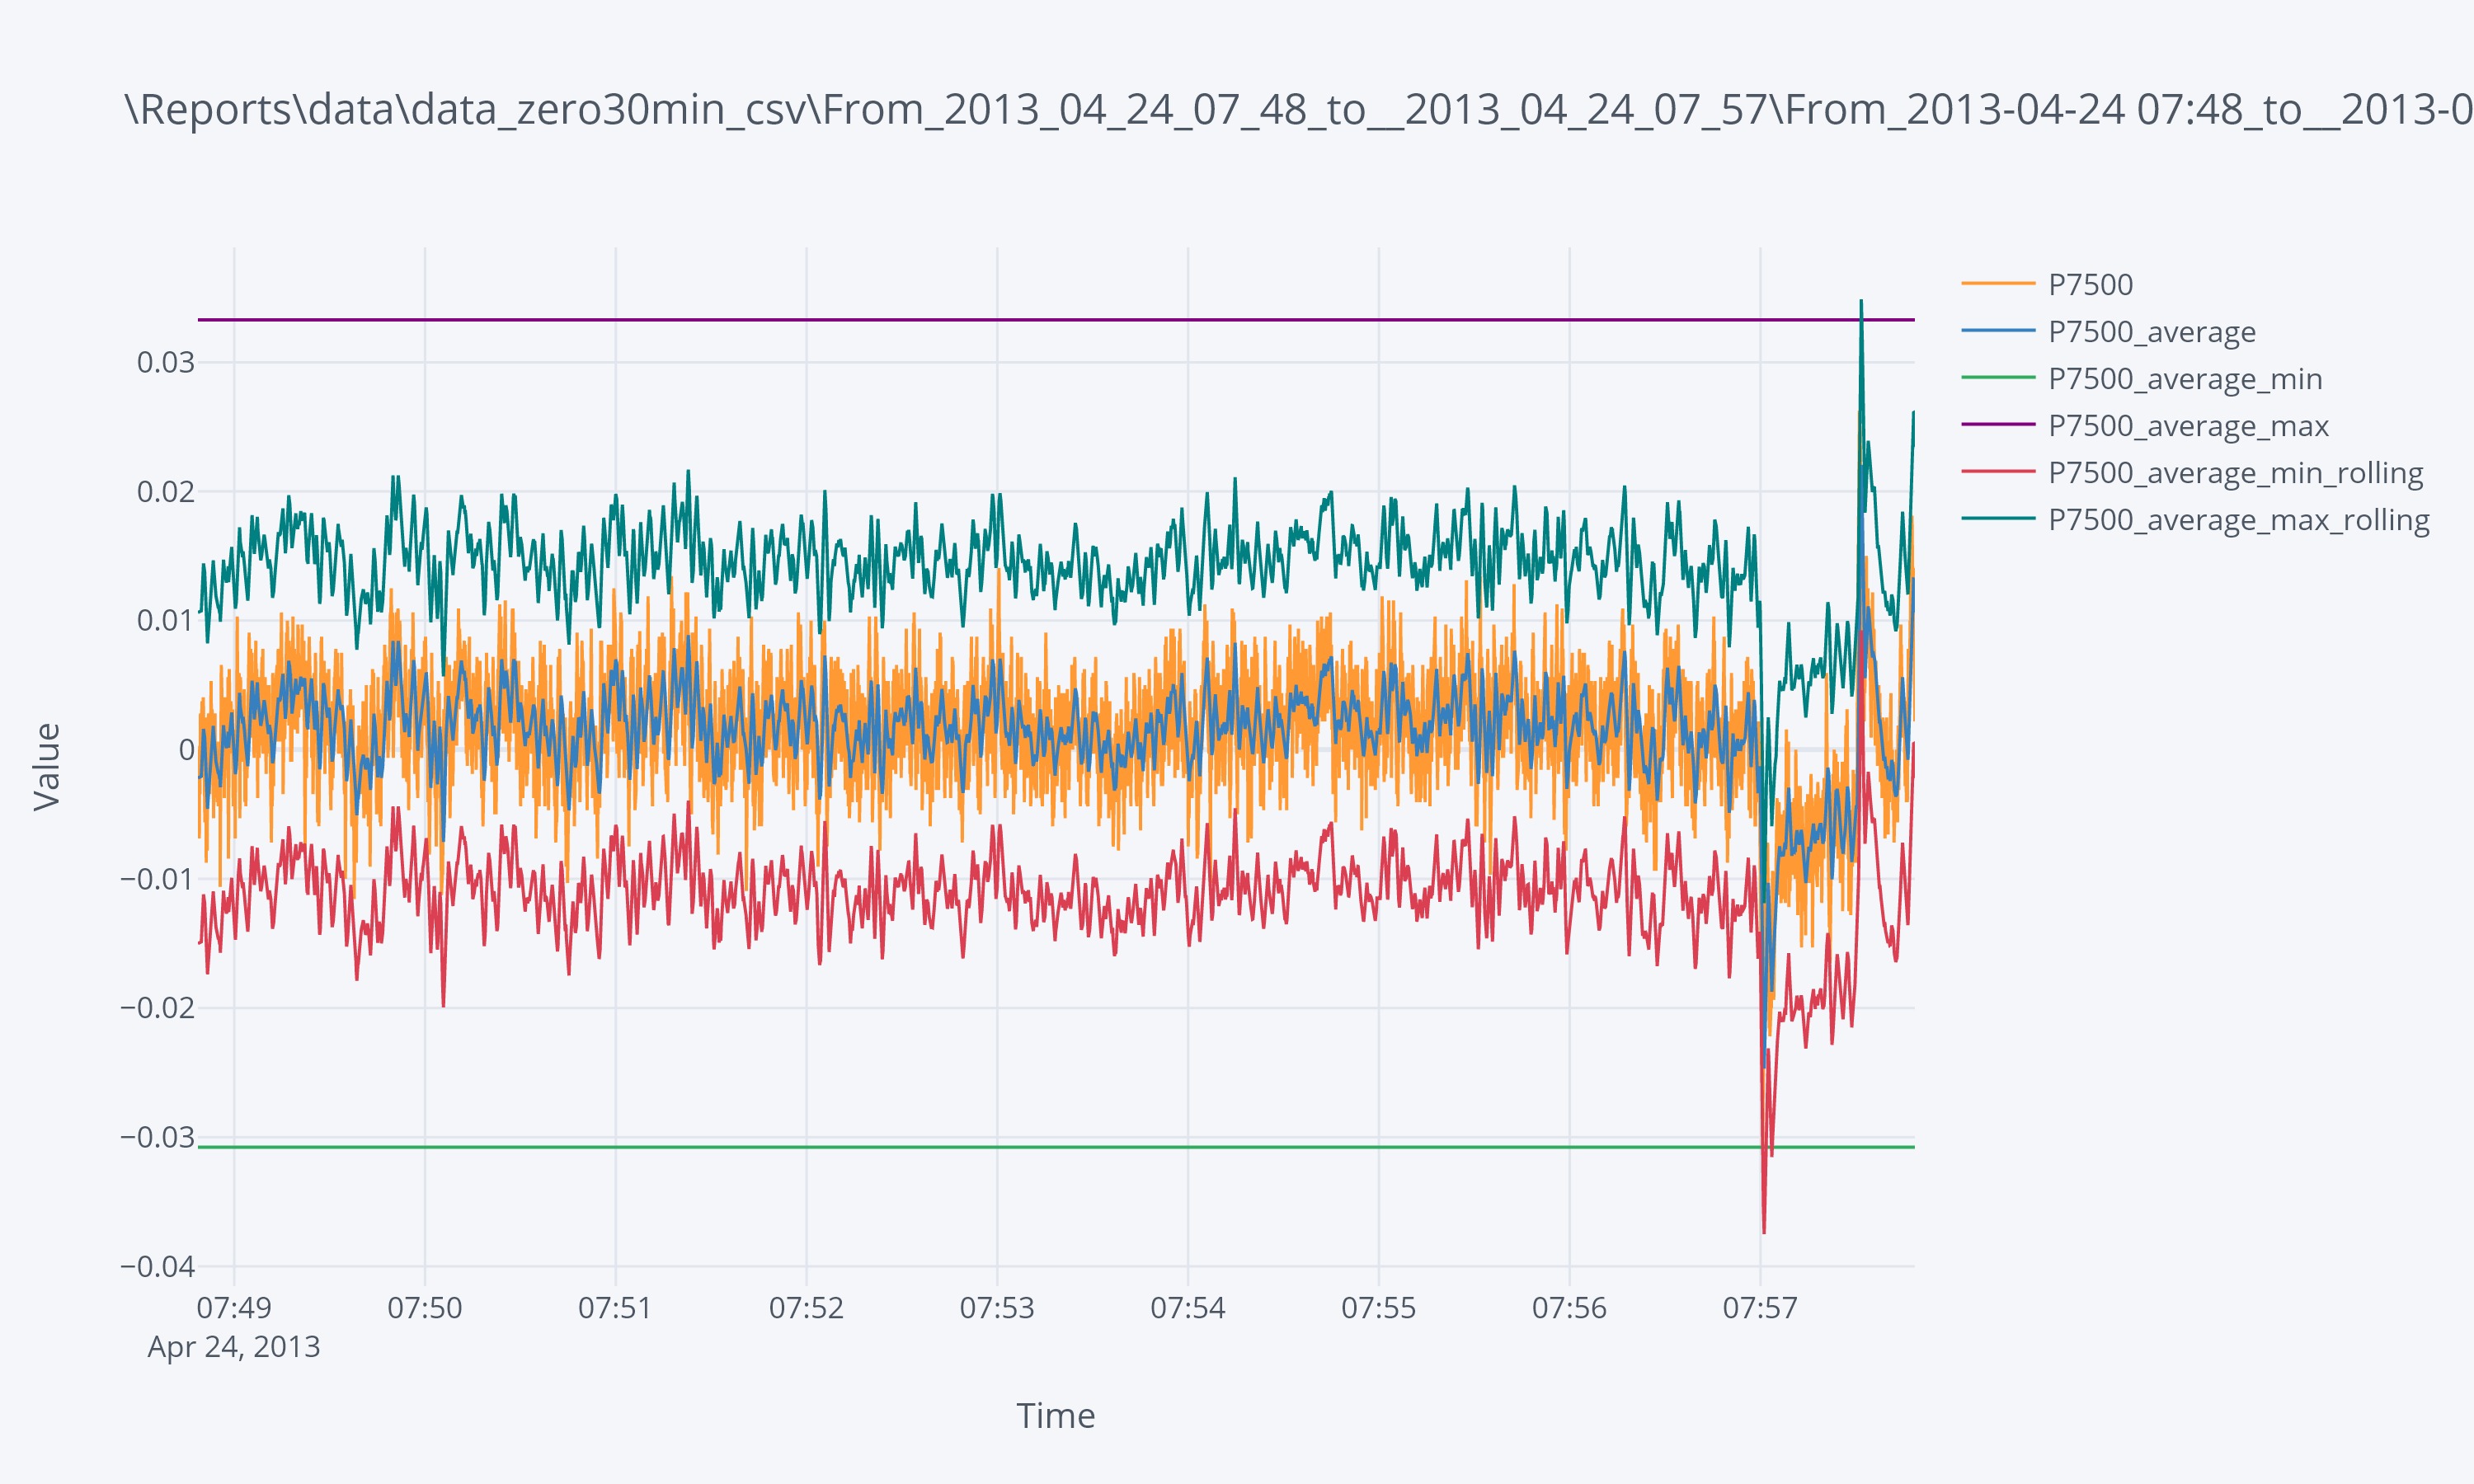 \Reports\data\data_zero30min_csv\From_2013_04_24_07_48_to__2013_04_24_07_57\From_2013-04-24 07:48_to__2013-0
P7500
P7500_average
P7500_average_min
P7500_average_max
P7500_average_min_rolling
P7500_average_max_rolling
0.03
0.02
0.01
0
−0.01
−0.02
−0.03
−0.04
Value
07:49 07:50 07:51 07:52 07:53 07:54 07:55 07:56 07:57
Apr 24, 2013
Time